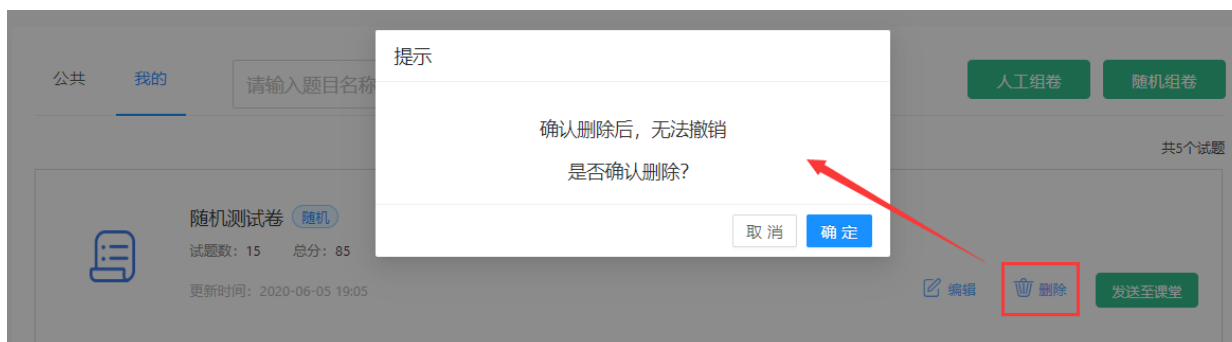 提示
公共 我的 请输入题目名称 人工组卷 随机组卷
确认删除后，无法撤销
是否确认删除？
共5个试题
取 消 确 定
随机测试卷 随机
试题数：15 总分：85
更新时间：2020-06-05 19:05
编辑 删除 发送至课堂